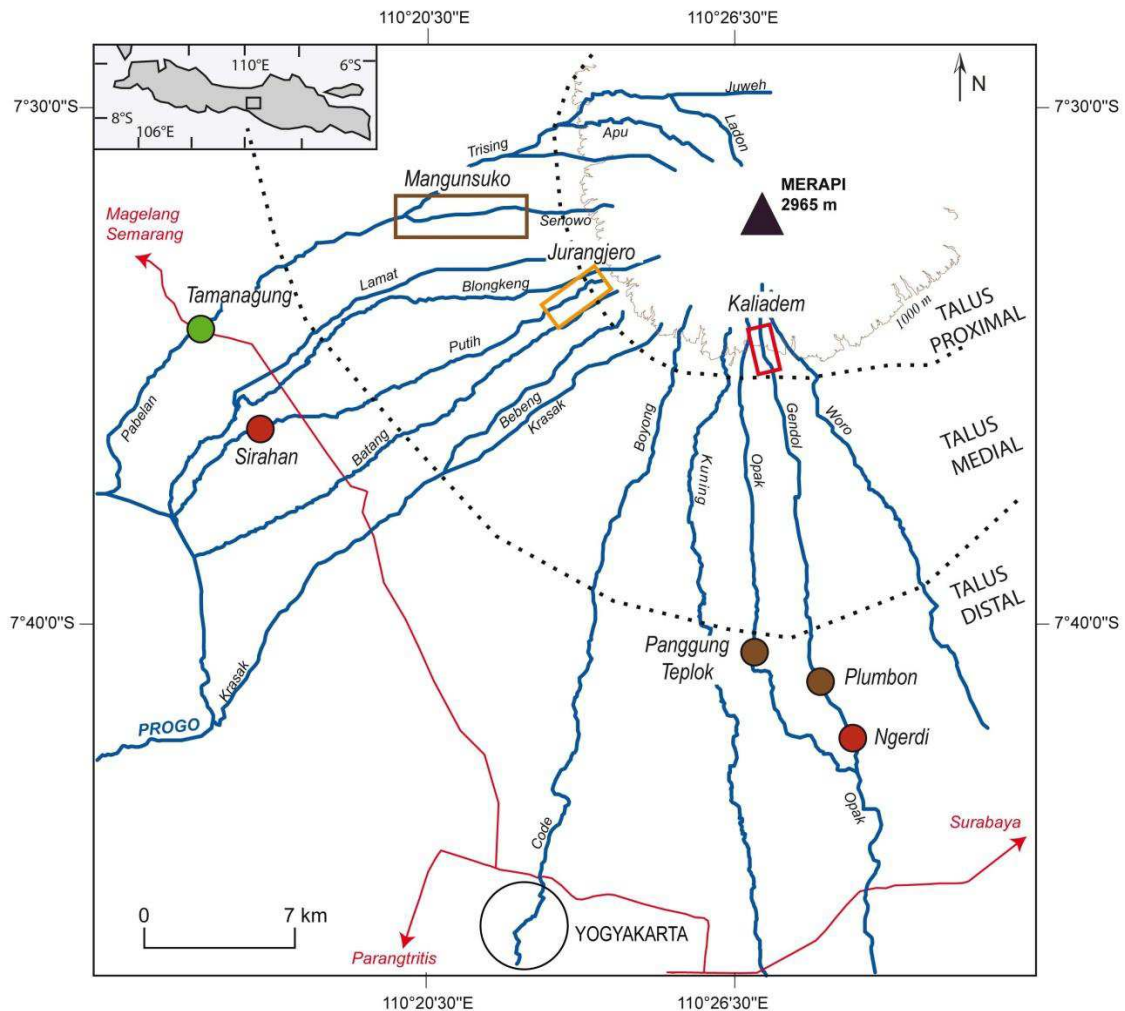 110°20'30"E
110°26'30"E
110°E
6°S
8°S
106°E
N
7°30'0"S
7°30'0"S
Juweh
Ladon
Apu
Trising
Mangunsuko
MERAPI
2965 m
Senowo
Magelang
Semarang
Jurangjero
Tamanagung
Lamat
Blongkeng
Kaliadem
1000 m
TALUS
PROXIMAL
Putih
Pabelan
Sirahan
Batang
Bebeng
Krasak
Boyong
Kuning
Opak
Gendol
Woro
TALUS
MEDIAL
TALUS
DISTAL
7°40'0"S
7°40'0"S
Panggung
Teplok
Plumbon
Krasak
PROGO
Ngerdi
Opak
Surabaya
Code
0
7 km
YOGYAKARTA
Parangtritis
110°20'30"E
110°26'30"E